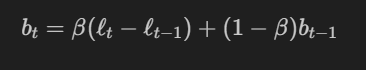 bₜ = β(ℓₜ − ℓₜ₋₁) + (1 − β)bₜ₋₁